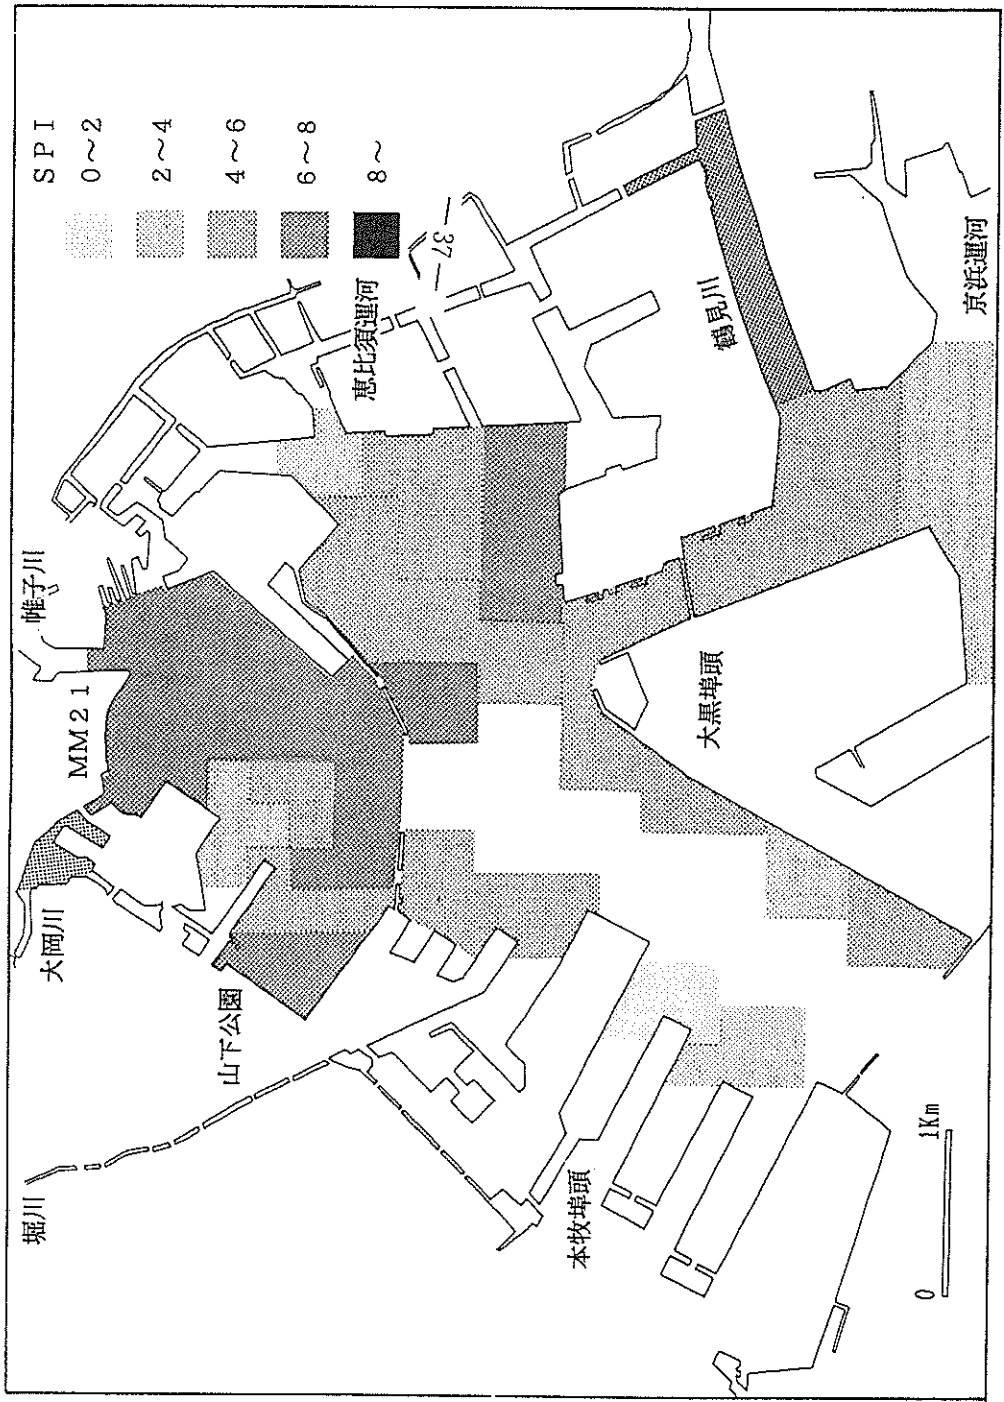 SPI
0～2
2～4
4～6
6～8
8～
恵比須運河
― 37 ―
鶴見川
京浜運河
帷子川
MM21
大岡川
山下公園
堀川
大黒埠頭
本牧埠頭
0 1Km